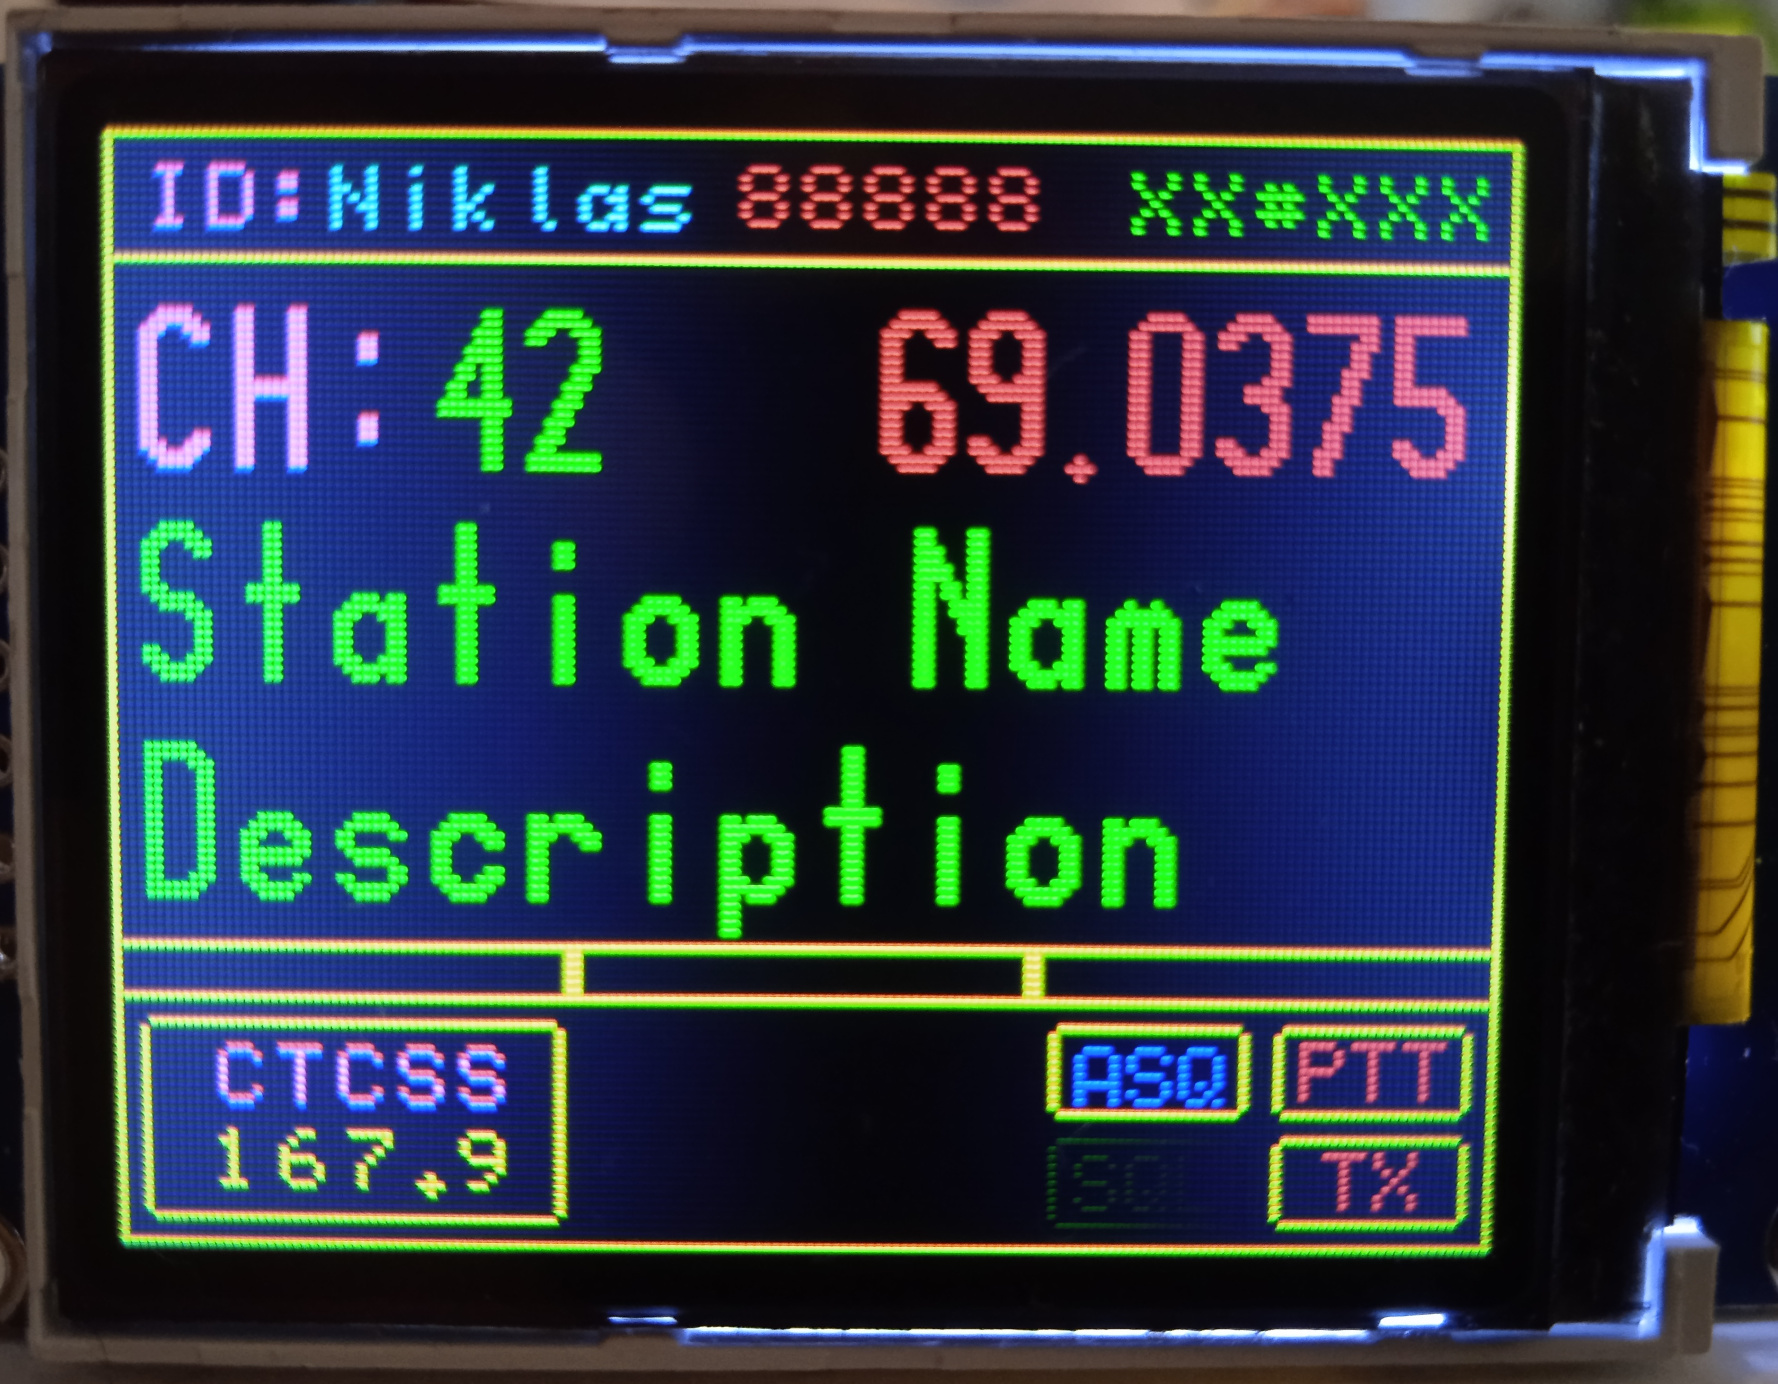 ID:Niklas 88888 XX#XXX
CH:42 69.0375
Station Name
Description
CTCSS ASQ PTT
167.9 SQ TX